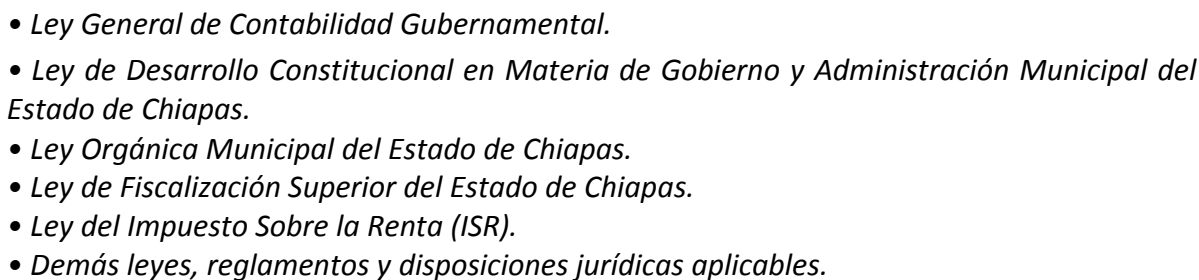 • Ley General de Contabilidad Gubernamental.
• Ley de Desarrollo Constitucional en Materia de Gobierno y Administración Municipal del
Estado de Chiapas.
• Ley Orgánica Municipal del Estado de Chiapas.
• Ley de Fiscalización Superior del Estado de Chiapas.
• Ley del Impuesto Sobre la Renta (ISR).
• Demás leyes, reglamentos y disposiciones jurídicas aplicables.